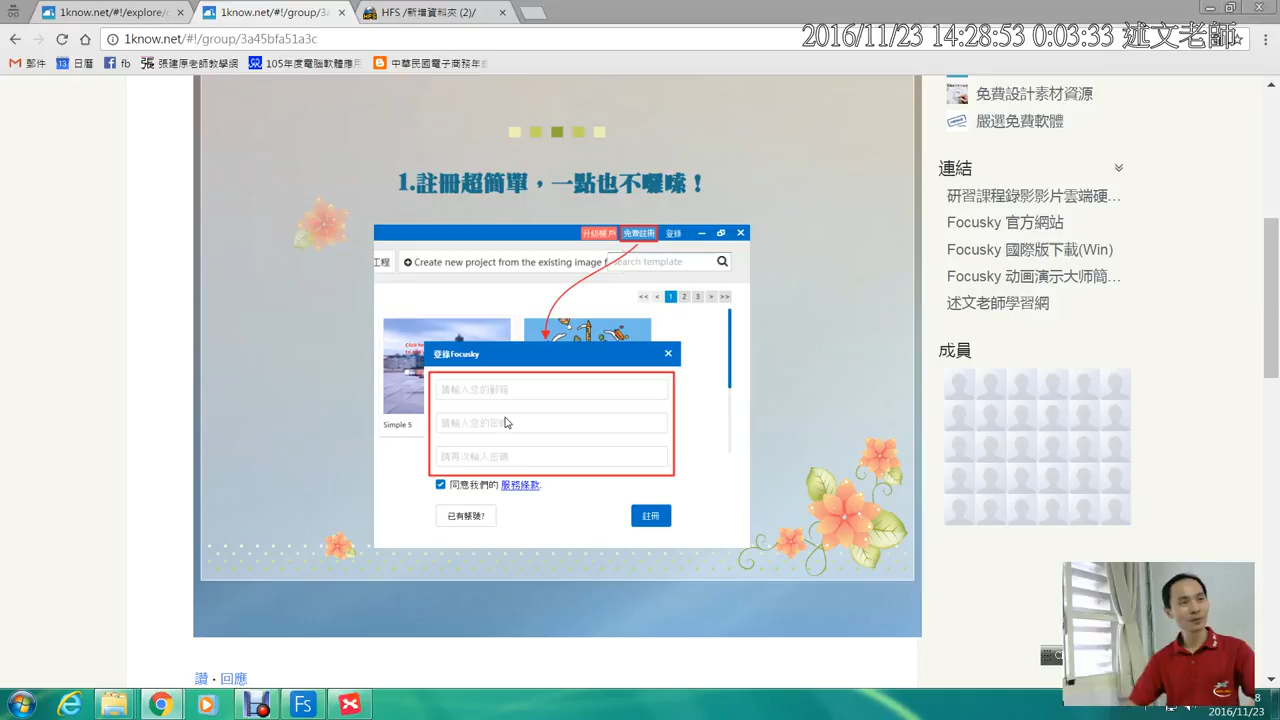 1know.net/#!/explore/
1know.net/#!/group/3a
HFS /新增資料夾 (2)/
1know.net/#!/group/3a45bfa51a3c
2016/11/23 14:28:53 0:03:33 述文老師
郵件
日曆
fb
張建原老師教學網
105年度電腦軟體應用
中華民國電子商務年
1.註冊超簡單，一點也不囉嗦！
升級帳戶
免費註冊
登錄
工程
Create new project from the existing image f
Search template
<< < 1 2 3 > >>
登錄Focusky
請輸入您的郵箱
請輸入您的密碼
請再次輸入密碼
Simple 5
同意我們的 服務條款.
已有帳號?
註冊
讚・回應
免費設計素材資源
嚴選免費軟體
連結
研習課程錄影影片雲端硬...
Focusky 官方網站
Focusky 國際版下載(Win)
Focusky 动画演示大师簡...
述文老師學習網
成員
2016/11/23